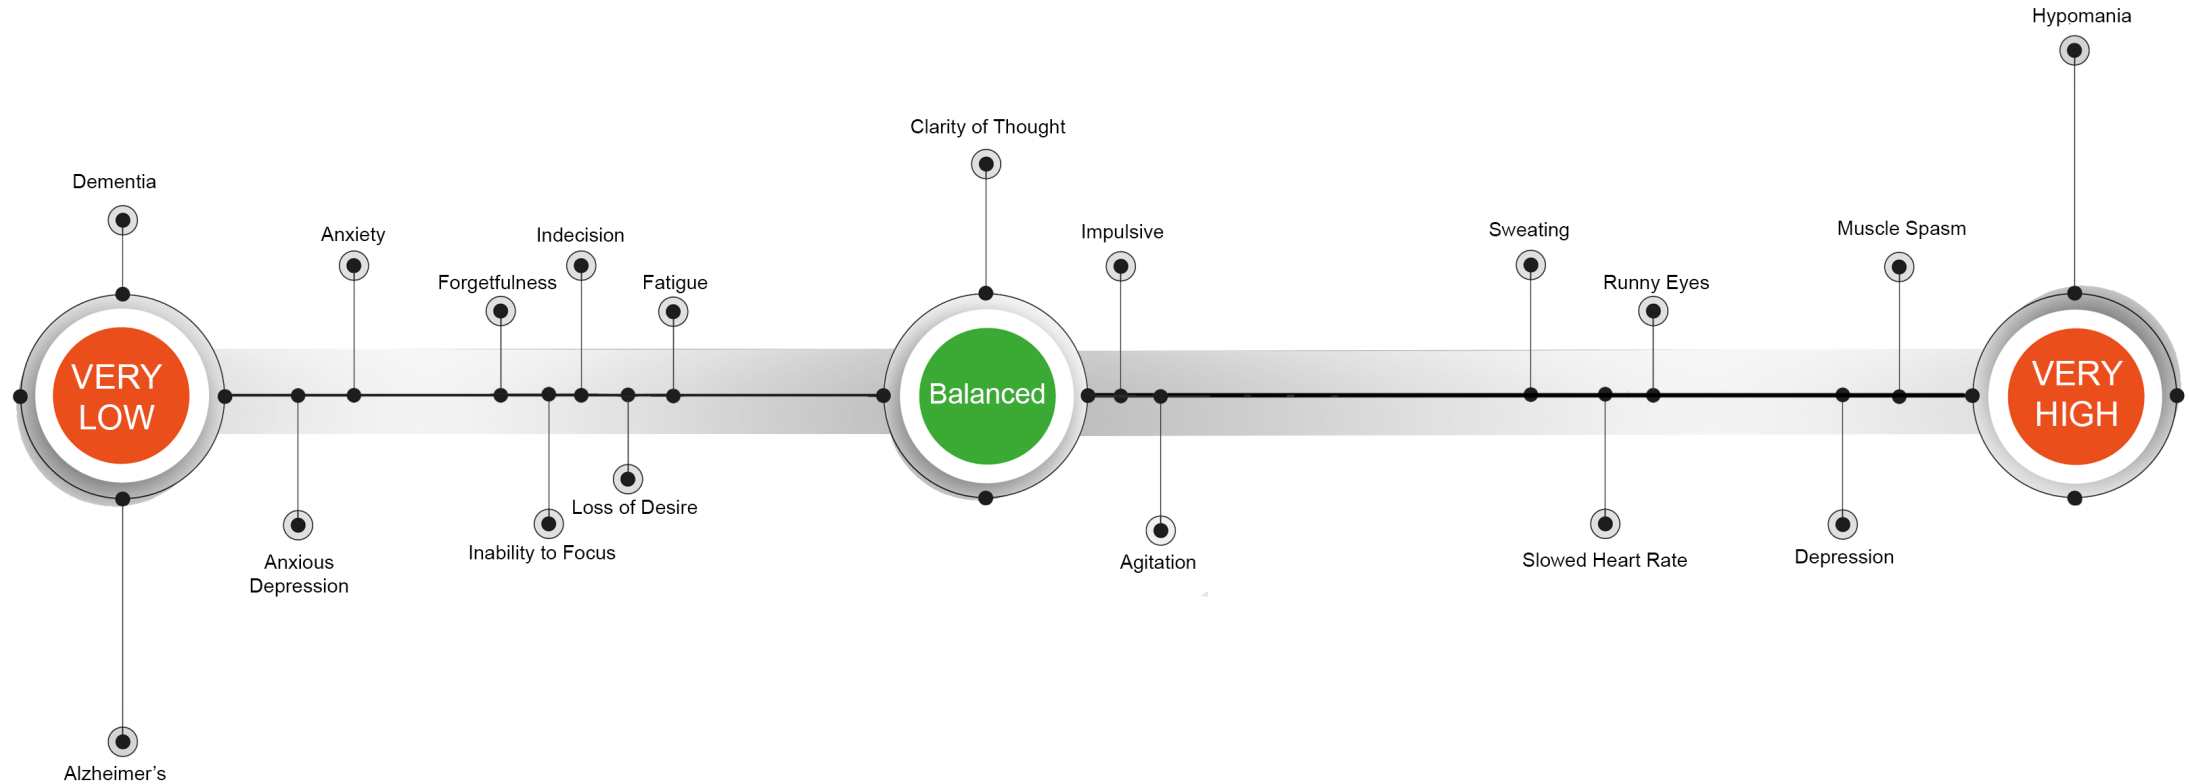 Hypomania
Clarity of Thought
Dementia
Anxiety
Indecision
Impulsive
Sweating
Muscle Spasm
Forgetfulness
Fatigue
Runny Eyes
VERY
LOW
Balanced
VERY
HIGH
Loss of Desire
Inability to Focus
Anxious
Depression
Agitation
Slowed Heart Rate
Depression
Alzheimer’s